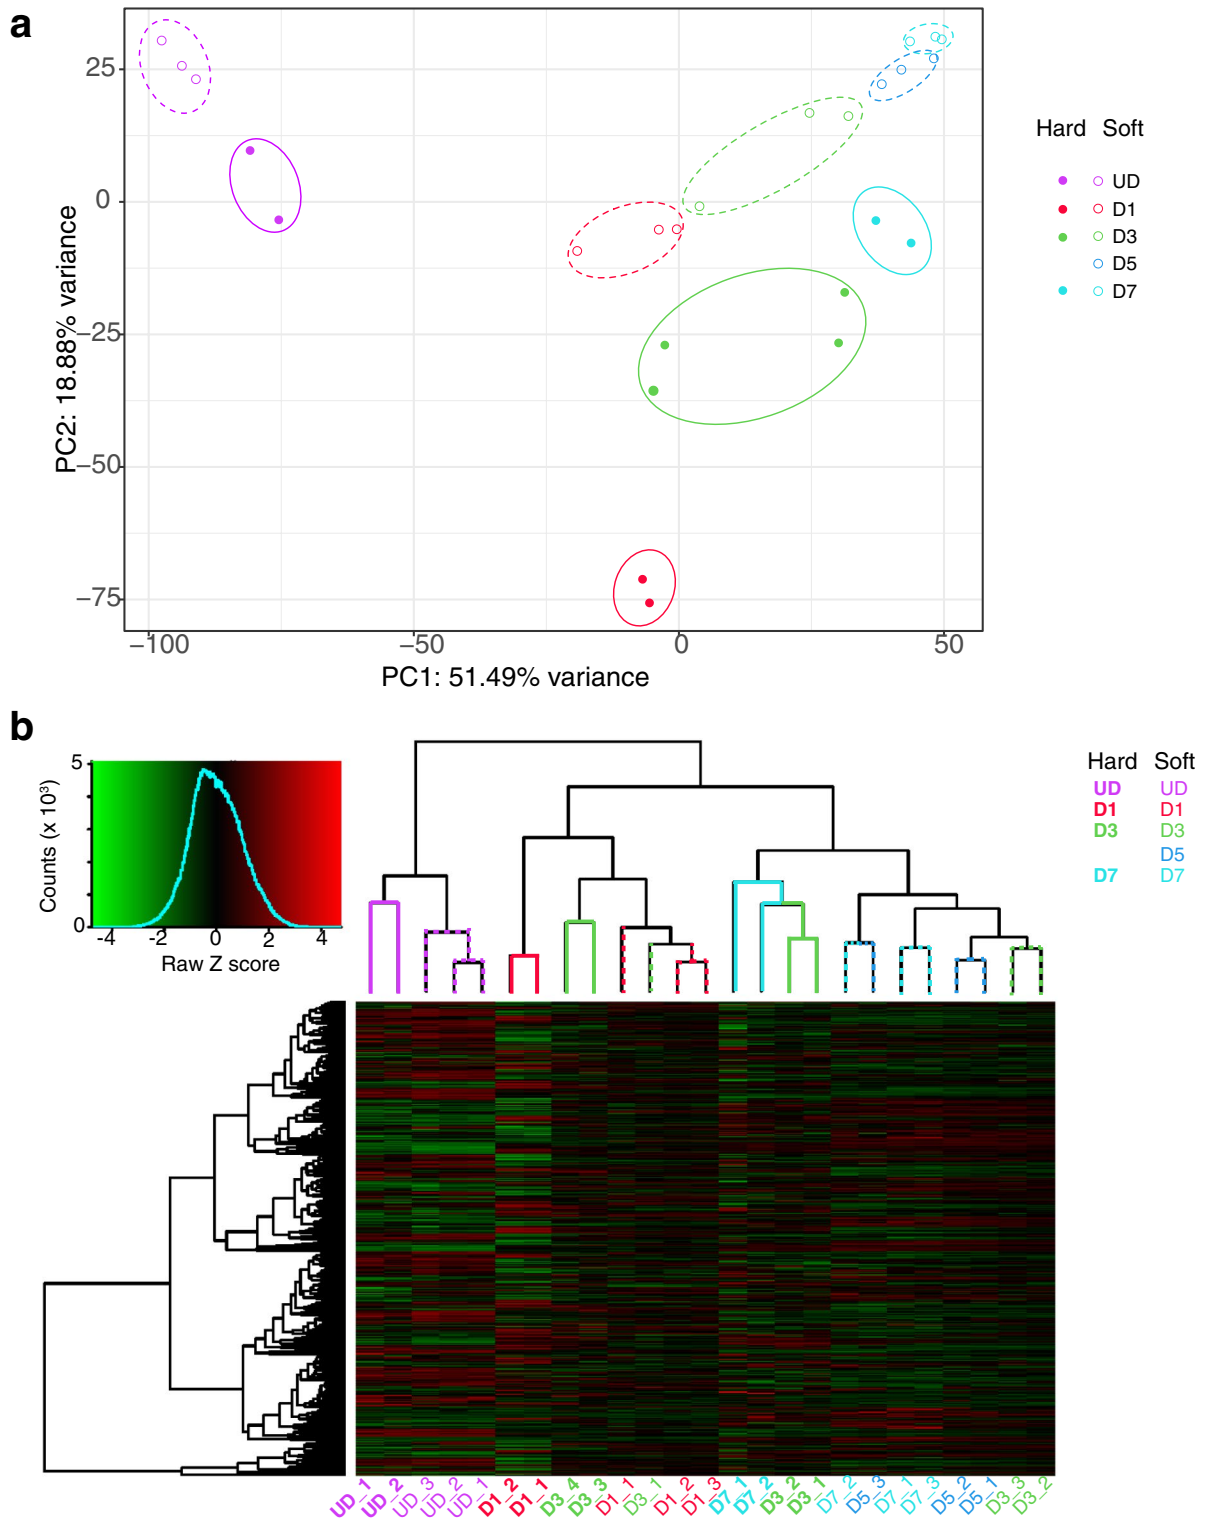 a
25
0
−25
−50
−75
PC2: 18.88% variance
−100
−50
0
50
PC1: 51.49% variance
Hard Soft
UD
D1
D3
D5
D7
b
5
0
Counts (x 10³)
-4 -2 0 2 4
Raw Z score
Hard Soft
UD UD
D1 D1
D3 D3
D5
D7 D7
UD_1 UD_2 UD_3 UD_2 UD_1 D1_2 D1_1 D3_4 D3_3 D1_1 D3_1 D1_2 D1_3 D7_1 D7_2 D3_2 D3_1 D7_2 D5_3 D7_1 D7_3 D5_2 D5_1 D3_3 D3_2